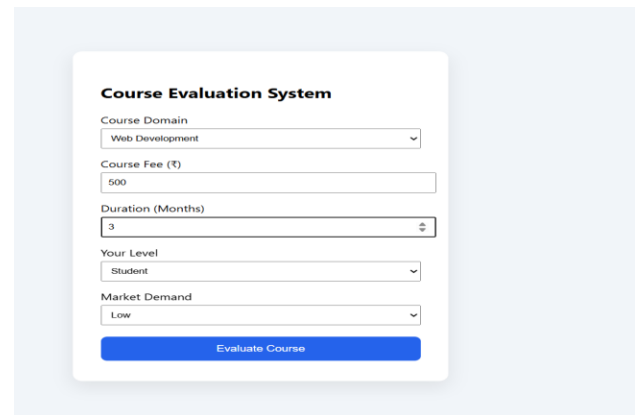 Course Evaluation System
Course Domain
Web Development
Course Fee (₹)
500
Duration (Months)
3
Your Level
Student
Market Demand
Low
Evaluate Course